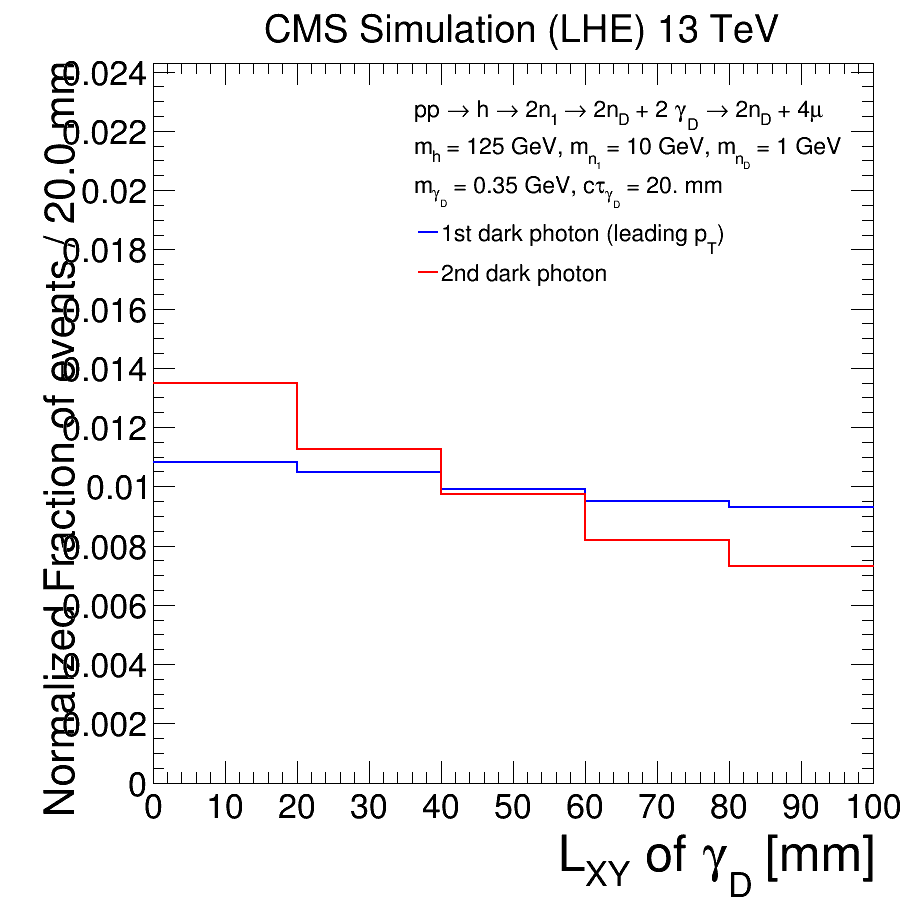 CMS Simulation (LHE) 13 TeV
pp → h → 2n1 → 2nD + 2 γD → 2nD + 4μ
mh = 125 GeV, mn1 = 10 GeV, mnD = 1 GeV
mγD = 0.35 GeV, cτγD = 20. mm
1st dark photon (leading pT)
2nd dark photon
Normalized Fraction of events / 20.0 mm
0.024
0.022
0.02
0.018
0.016
0.014
0.012
0.01
0.008
0.006
0.004
0.002
0
0 10 20 30 40 50 60 70 80 90 100
LXY of γD [mm]